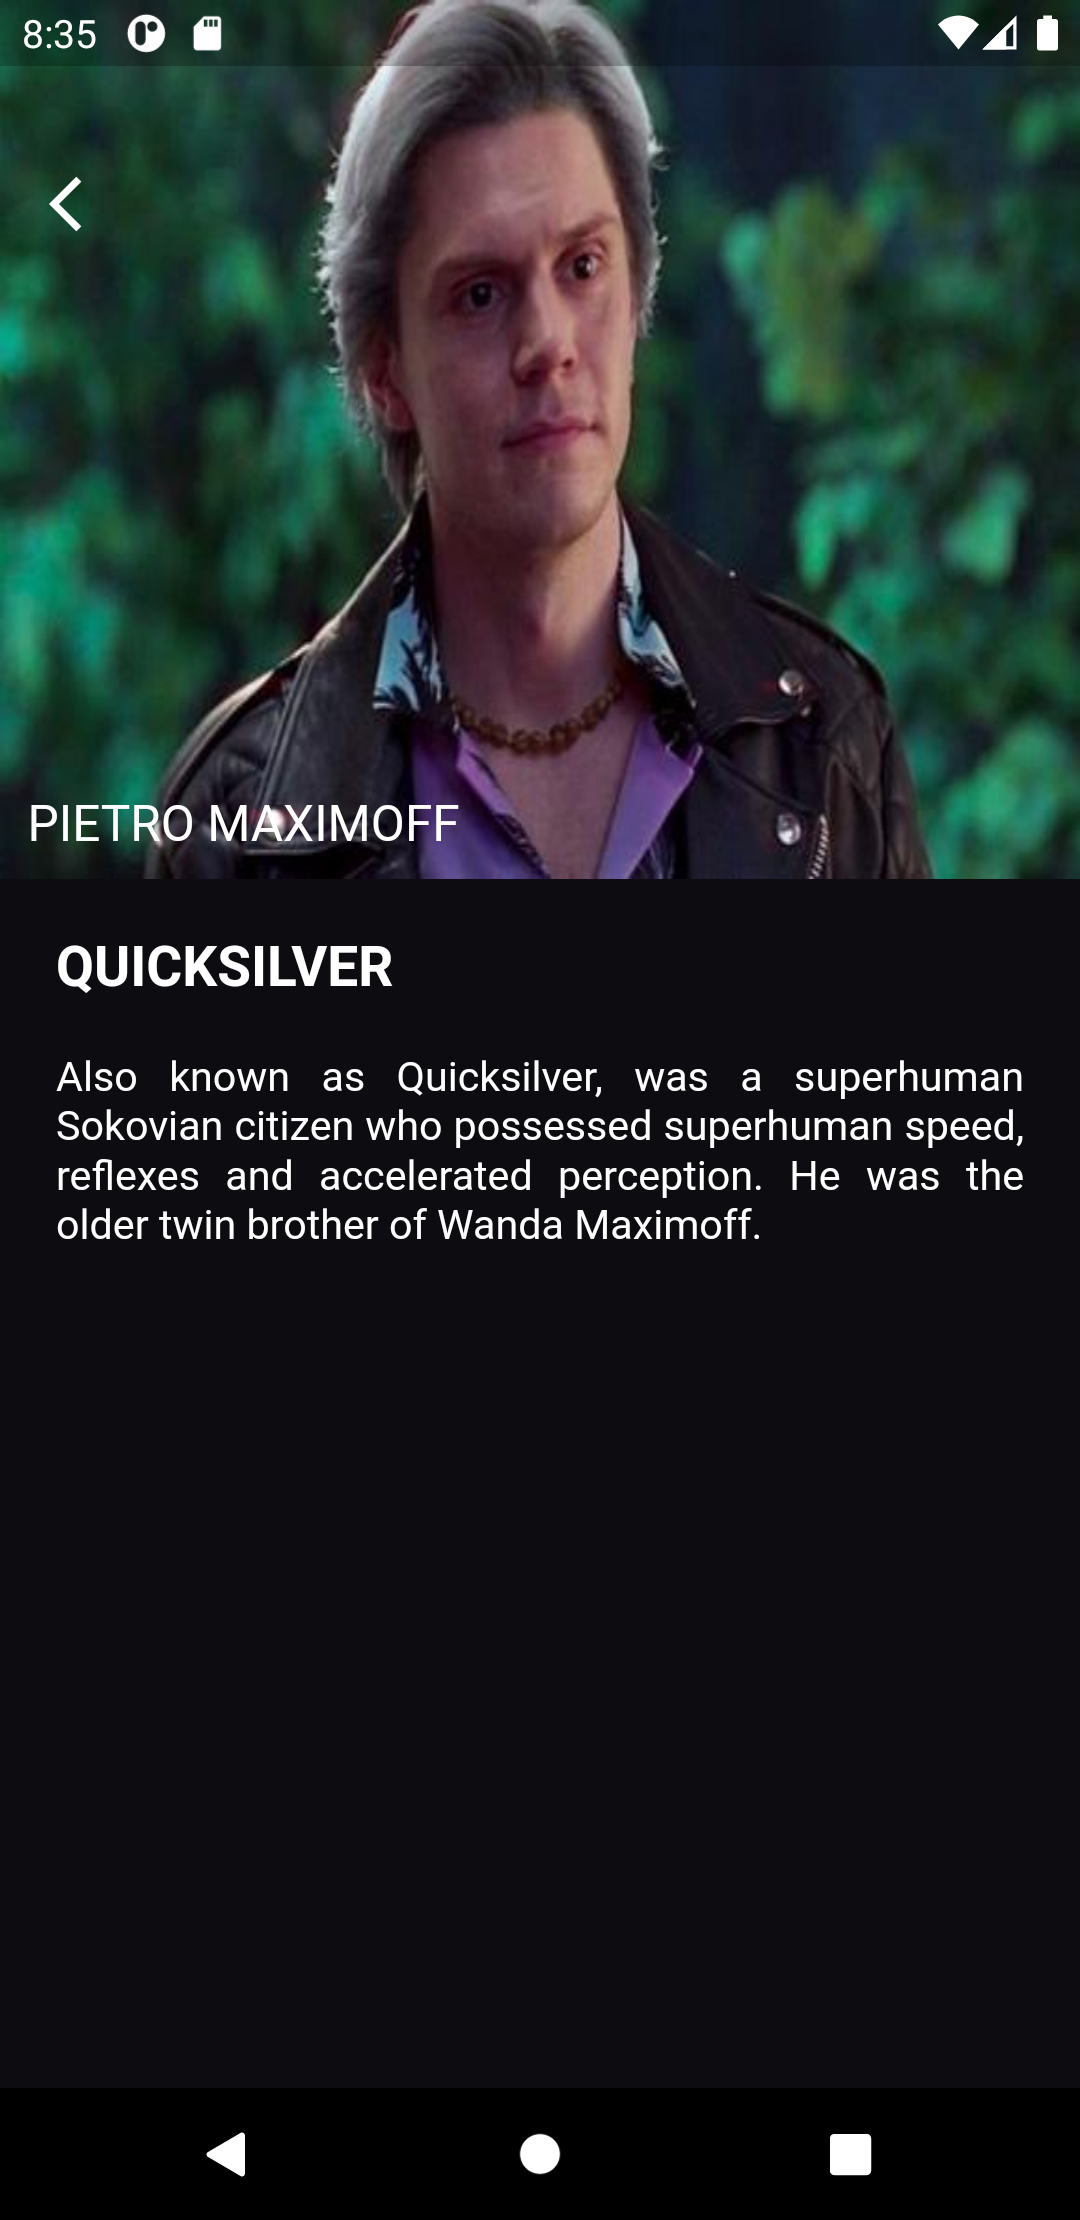 8:35
PIETRO MAXIMOFF
QUICKSILVER
Also known as Quicksilver, was a superhuman
Sokovian citizen who possessed superhuman speed,
reflexes and accelerated perception. He was the
older twin brother of Wanda Maximoff.